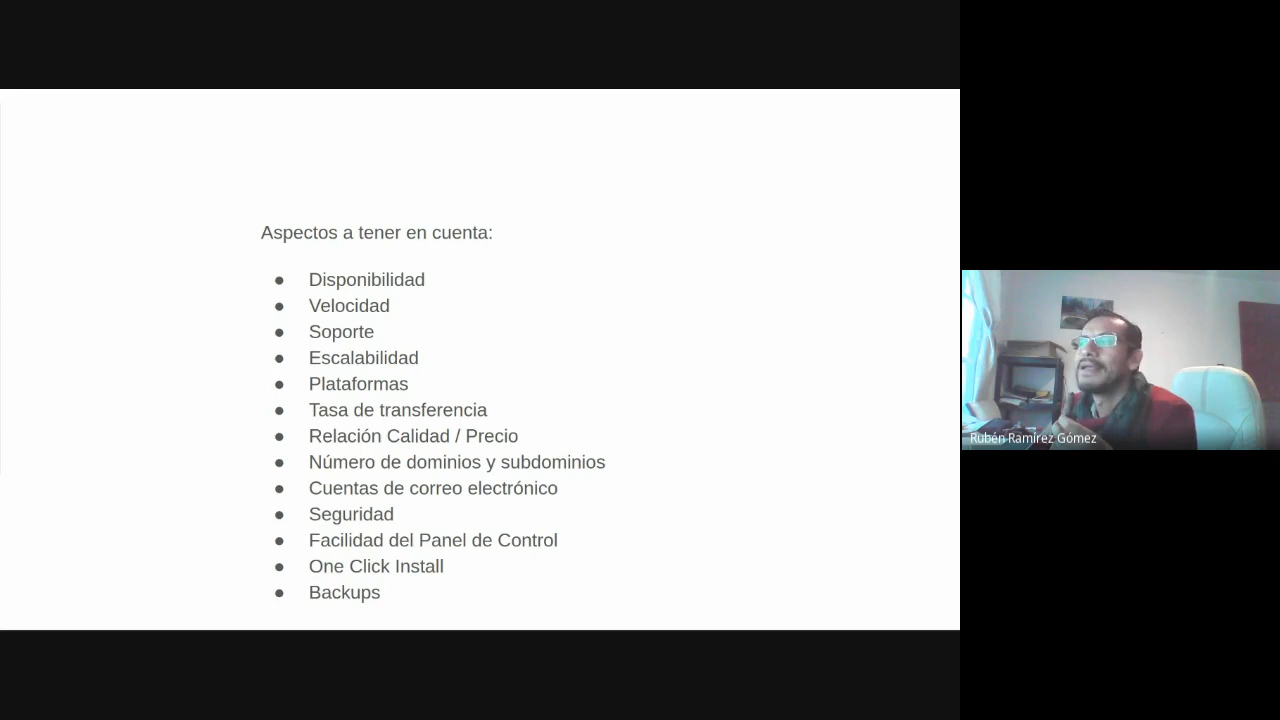 Aspectos a tener en cuenta:
● Disponibilidad
● Velocidad
● Soporte
● Escalabilidad
● Plataformas
● Tasa de transferencia
● Relación Calidad / Precio
● Número de dominios y subdominios
● Cuentas de correo electrónico
● Seguridad
● Facilidad del Panel de Control
● One Click Install
● Backups
Rubén Ramírez Gómez